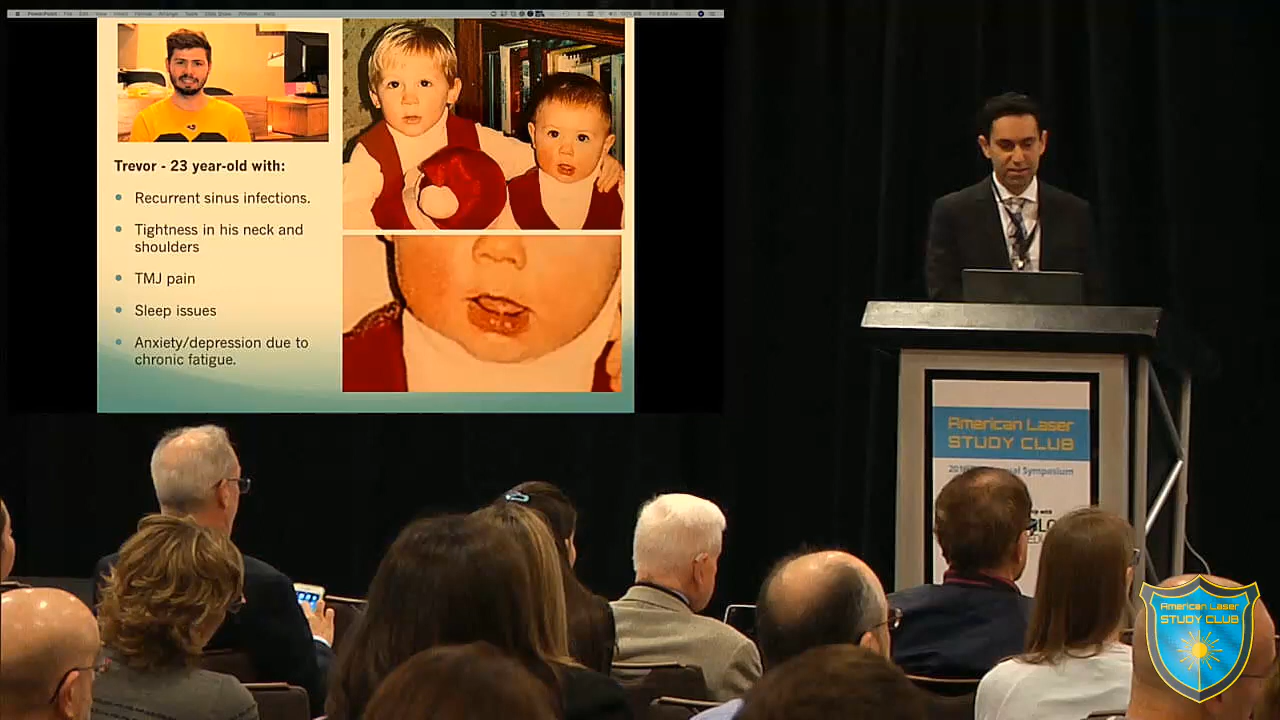 Trevor - 23 year-old with:
Recurrent sinus infections.
Tightness in his neck and
shoulders
TMJ pain
Sleep issues
Anxiety/depression due to
chronic fatigue.
American Laser
STUDY CLUB
Symposium
American Laser
STUDY CLUB